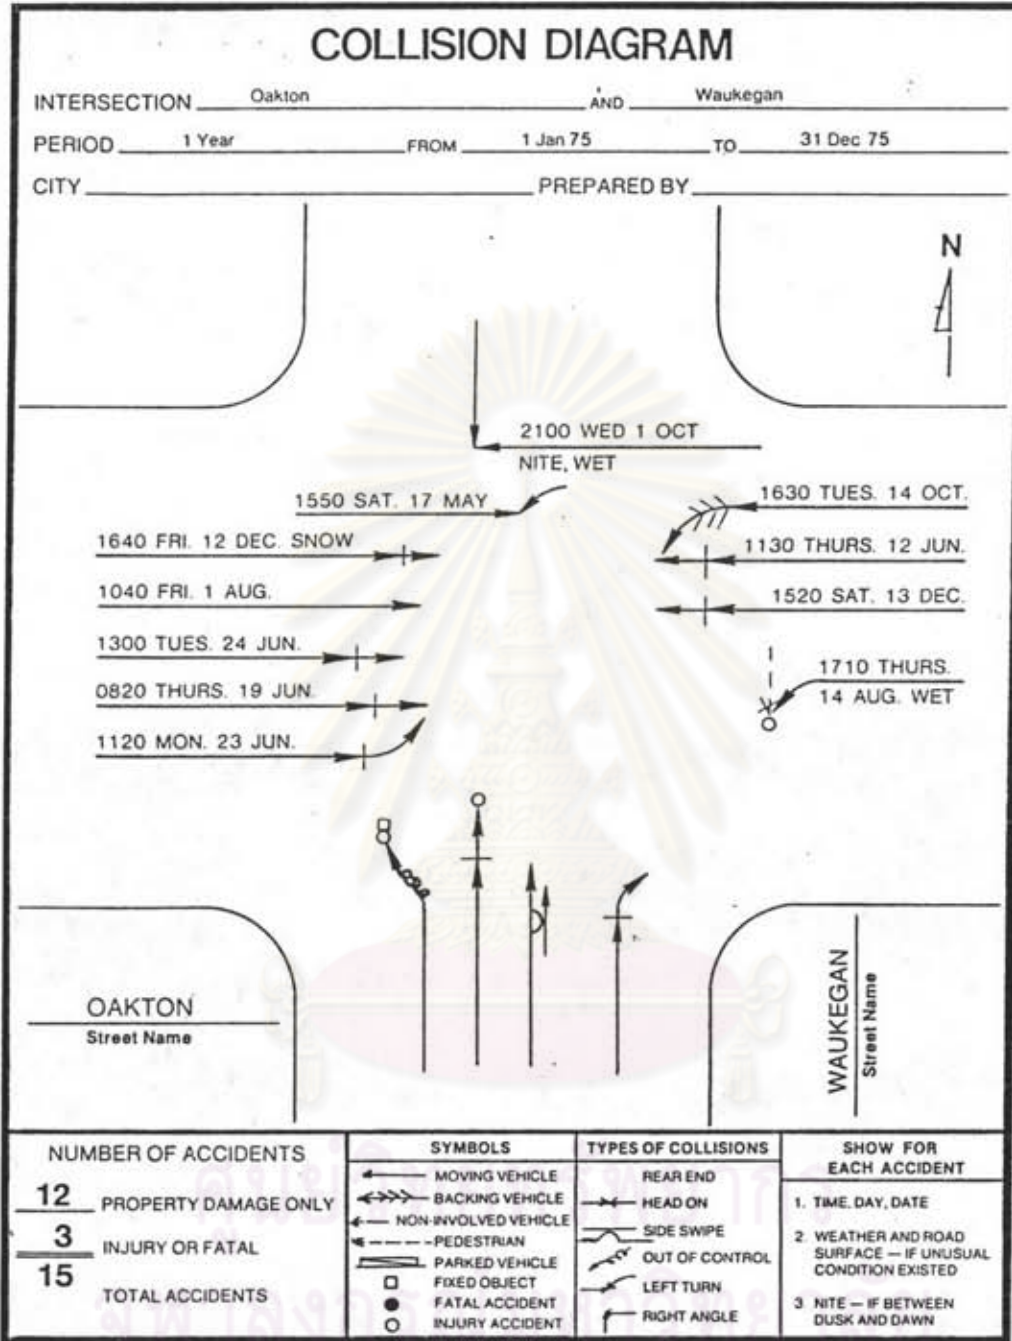 COLLISION DIAGRAM
INTERSECTION Oakton AND Waukegan
PERIOD 1 Year FROM 1 Jan 75 TO 31 Dec 75
CITY PREPARED BY
N
2100 WED 1 OCT
NITE, WET
1550 SAT. 17 MAY
1630 TUES. 14 OCT.
1640 FRI. 12 DEC. SNOW
1130 THURS. 12 JUN.
1040 FRI. 1 AUG.
1520 SAT. 13 DEC.
1300 TUES. 24 JUN.
1710 THURS.
14 AUG. WET
0820 THURS. 19 JUN.
1120 MON. 23 JUN.
OAKTON
Street Name
WAUKEGAN
Street Name
NUMBER OF ACCIDENTS
12 PROPERTY DAMAGE ONLY
3 INJURY OR FATAL
15 TOTAL ACCIDENTS
SYMBOLS
MOVING VEHICLE
BACKING VEHICLE
NON-INVOLVED VEHICLE
PEDESTRIAN
PARKED VEHICLE
FIXED OBJECT
FATAL ACCIDENT
INJURY ACCIDENT
TYPES OF COLLISIONS
REAR END
HEAD ON
SIDE SWIPE
OUT OF CONTROL
LEFT TURN
RIGHT ANGLE
SHOW FOR
EACH ACCIDENT
1. TIME, DAY, DATE
2. WEATHER AND ROAD
SURFACE — IF UNUSUAL
CONDITION EXISTED
3. NITE — IF BETWEEN
DUSK AND DAWN